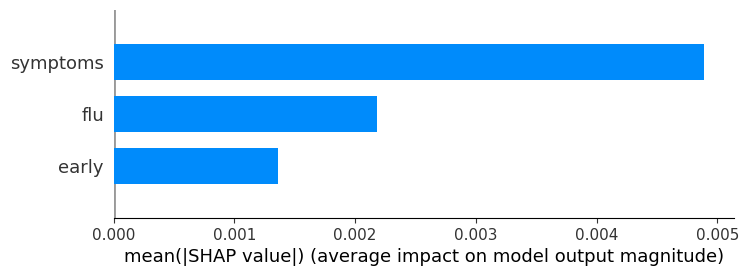 symptoms
flu
early
0.000 0.001 0.002 0.003 0.004 0.005
mean(|SHAP value|) (average impact on model output magnitude)